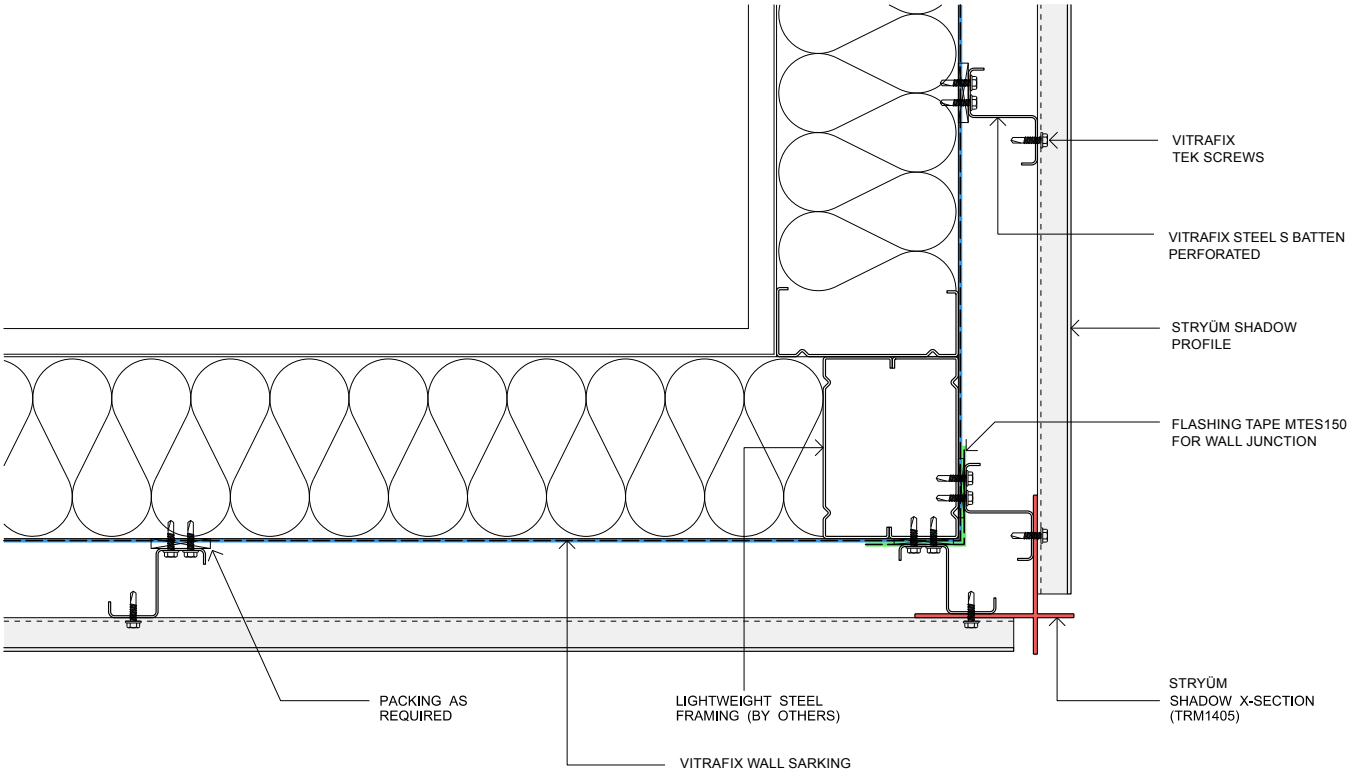 VITRAFIX
TEK SCREWS
VITRAFIX STEEL S BATTEN
PERFORATED
STRYÜM SHADOW
PROFILE
FLASHING TAPE MTES150
FOR WALL JUNCTION
STRYÜM
SHADOW X-SECTION
(TRM1405)
PACKING AS
REQUIRED
LIGHTWEIGHT STEEL
FRAMING (BY OTHERS)
VITRAFIX WALL SARKING